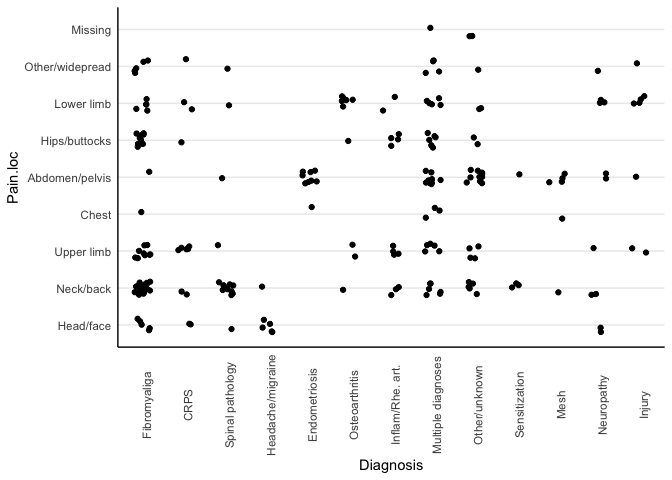 Pain.loc
Missing
Other/widepread
Lower limb
Hips/buttocks
Abdomen/pelvis
Chest
Upper limb
Neck/back
Head/face
Fibromyaliga
CRPS
Spinal pathology
Headache/migraine
Endometriosis
Osteoarthritis
Inflam/Rhe. art.
Multiple diagnoses
Other/unknown
Sensitization
Mesh
Neuropathy
Injury
Diagnosis